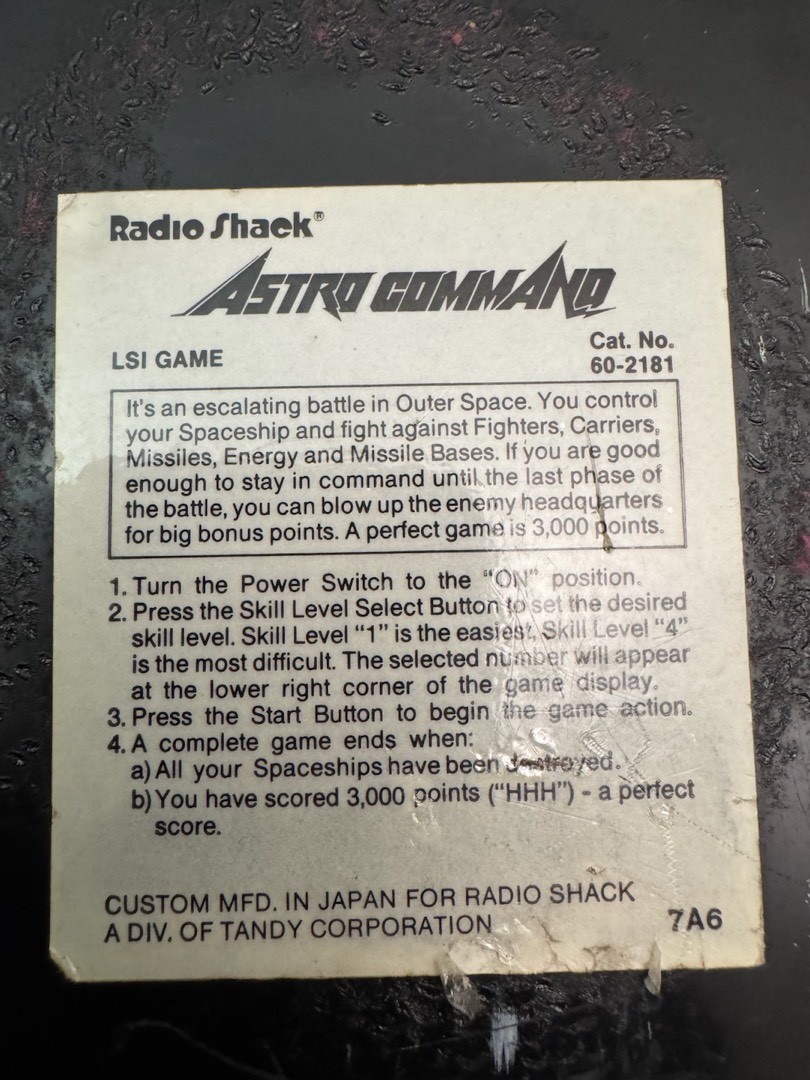 Radio Shack®
ASTRO COMMAND
LSI GAME
Cat. No.
60-2181
It's an escalating battle in Outer Space. You control
your Spaceship and fight against Fighters, Carriers,
Missiles, Energy and Missile Bases. If you are good
enough to stay in command until the last phase of
the battle, you can blow up the enemy headquarters
for big bonus points. A perfect game is 3,000 points.
1. Turn the Power Switch to the "ON" position.
2. Press the Skill Level Select Button to set the desired
skill level. Skill Level "1" is the easiest, Skill Level "4"
is the most difficult. The selected number will appear
at the lower right corner of the game display.
3. Press the Start Button to begin the game action.
4. A complete game ends when:
a) All your Spaceships have been destroyed.
b) You have scored 3,000 points ("HHH") - a perfect
score.
CUSTOM MFD. IN JAPAN FOR RADIO SHACK
A DIV. OF TANDY CORPORATION
7A6